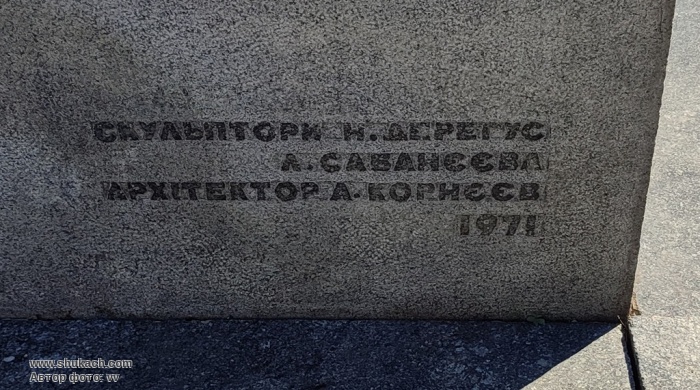 СКУЛЬПТОРИ Н. ДЕРЕГУС
Л. САБАНЄЄВА
АРХІТЕКТОР А. КОРНЄЄВ
1971
www.shukach.com
Автор фото: vv